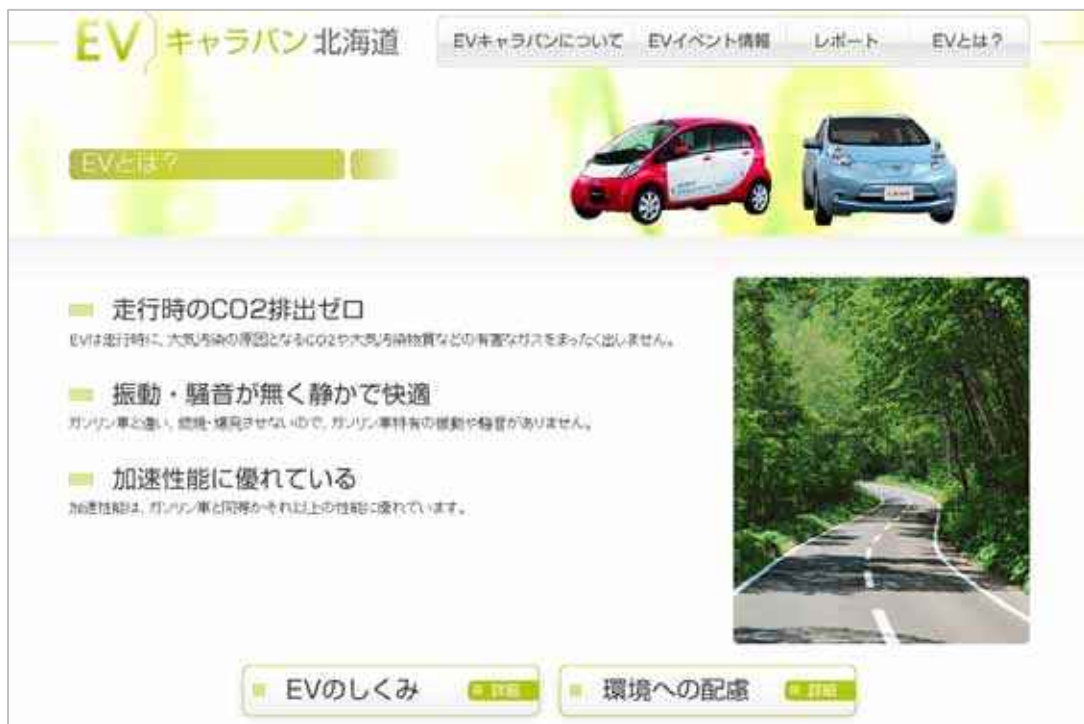 EV キャラバン北海道
EVキャラバンについて EVイベント情報 レポート EVとは？
EVとは？
走行時のCO2排出ゼロ
EVは走行時に、大気汚染の原因となるCO2や大気汚染物質などの有害なガスをまったく出しません。
振動・騒音が無く静かで快適
ガソリン車と違い、燃焼・爆発させないので、ガソリン車特有の振動や騒音がありません。
加速性能に優れている
加速性能は、ガソリン車と同等かそれ以上の性能に優れています。
EVのしくみ 詳細 環境への配慮 詳細